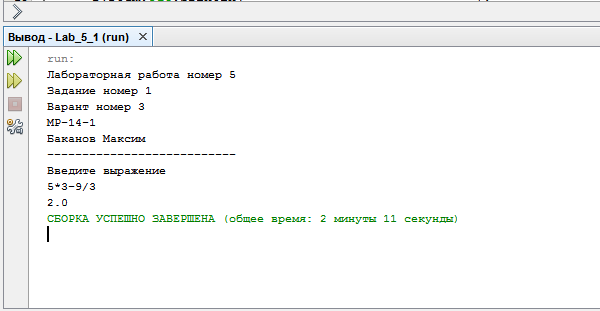 Вывод - Lab_5_1 (run)
run:
Лабораторная работа номер 5
Задание номер 1
Варант номер 3
МР-14-1
Баканов Максим
---------------------------
Введите выражение
5*3-9/3
2.0
СБОРКА УСПЕШНО ЗАВЕРШЕНА (общее время: 2 минуты 11 секунды)